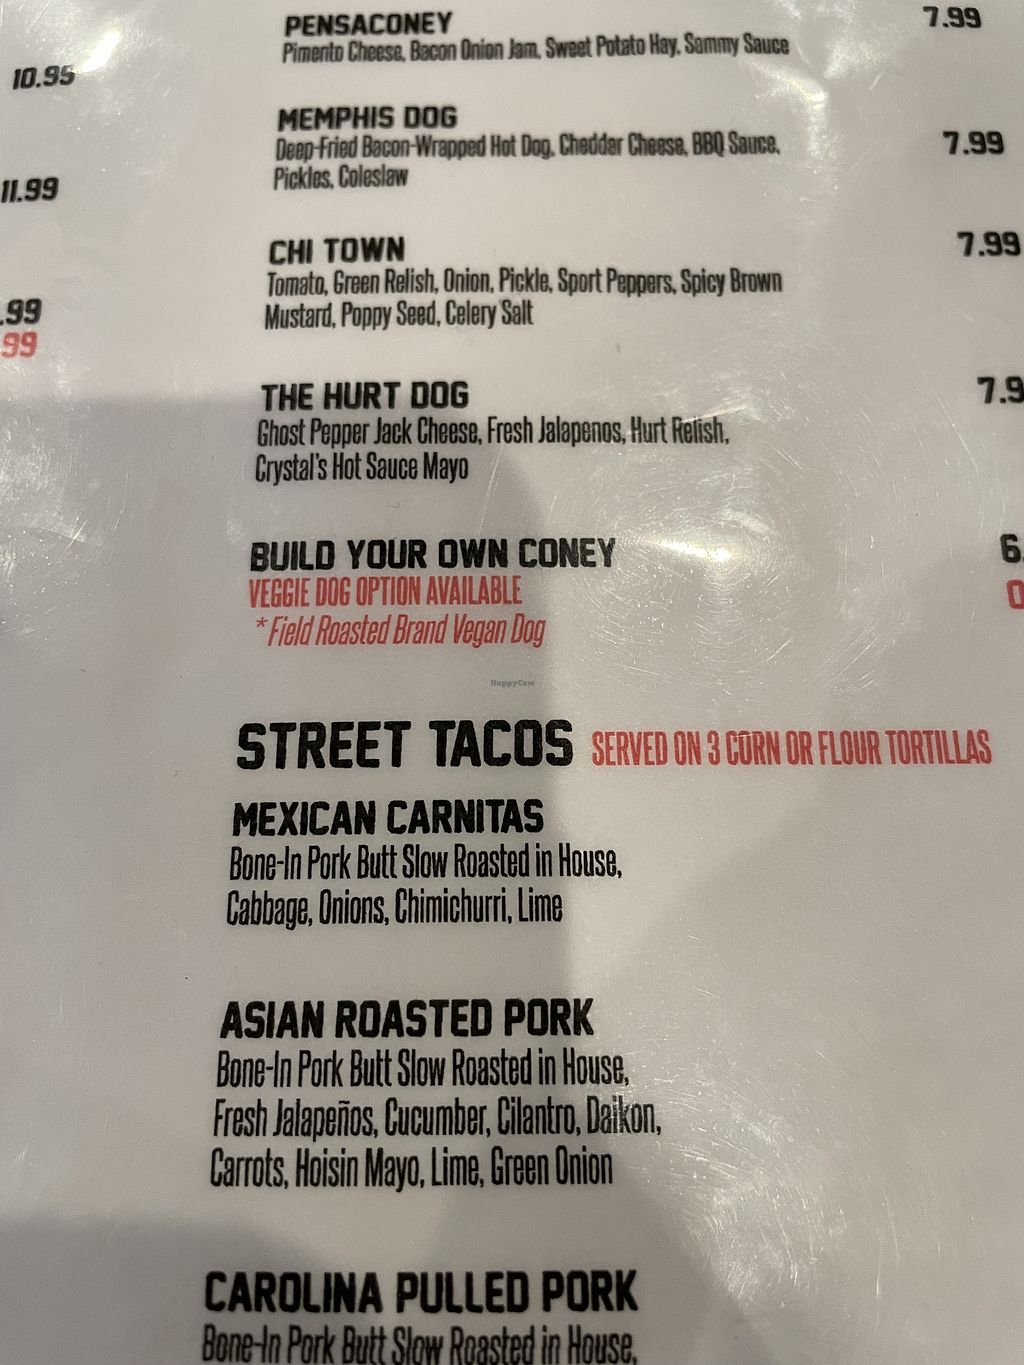 PENSACONEY 7.99
Pimento Cheese, Bacon Onion Jam, Sweet Potato Hay, Sammy Sauce
10.95
MEMPHIS DOG
Deep-Fried Bacon-Wrapped Hot Dog, Cheddar Cheese, BBQ Sauce, 7.99
Pickles, Coleslaw
11.99
CHI TOWN 7.99
Tomato, Green Relish, Onion, Pickle, Sport Peppers, Spicy Brown
Mustard, Poppy Seed, Celery Salt
.99
99
THE HURT DOG 7.9
Ghost Pepper Jack Cheese, Fresh Jalapenos, Hurt Relish,
Crystal's Hot Sauce Mayo
BUILD YOUR OWN CONEY 6.
VEGGIE DOG OPTION AVAILABLE
* Field Roasted Brand Vegan Dog
HappyCow
STREET TACOS SERVED ON 3 CORN OR FLOUR TORTILLAS
MEXICAN CARNITAS
Bone-In Pork Butt Slow Roasted in House,
Cabbage, Onions, Chimichurri, Lime
ASIAN ROASTED PORK
Bone-In Pork Butt Slow Roasted in House,
Fresh Jalapeños, Cucumber, Cilantro, Daikon,
Carrots, Hoisin Mayo, Lime, Green Onion
CAROLINA PULLED PORK
Bone-In Pork Butt Slow Roasted in House,